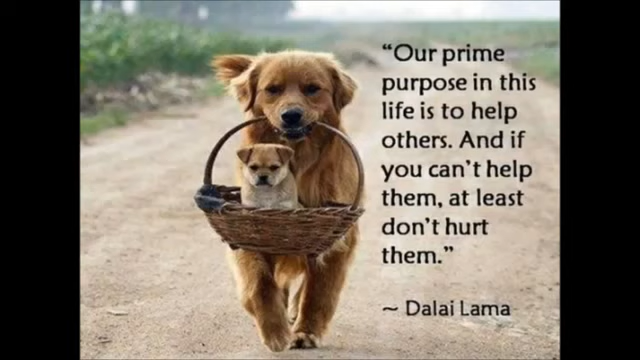 “Our prime
purpose in this
life is to help
others. And if
you can’t help
them, at least
don’t hurt
them.”
~ Dalai Lama